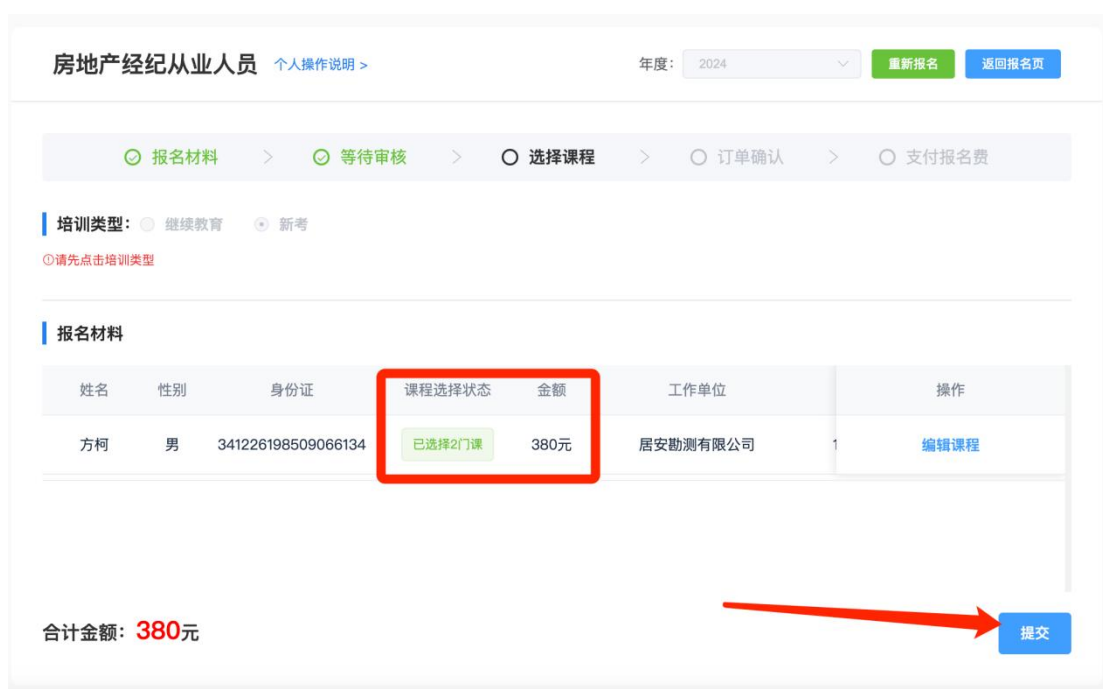 房地产经纪从业人员 个人操作说明 > 年度： 2024 重新报名 返回报名页
报名材料 > 等待审核 > 选择课程 > 订单确认 > 支付报名费
培训类型： 继续教育 新考
请先点击培训类型
报名材料
姓名 性别 身份证 课程选择状态 金额 工作单位 操作
方柯 男 341226198509066134 已选择2门课 380元 居安勘测有限公司 1 编辑课程
合计金额：380元 提交